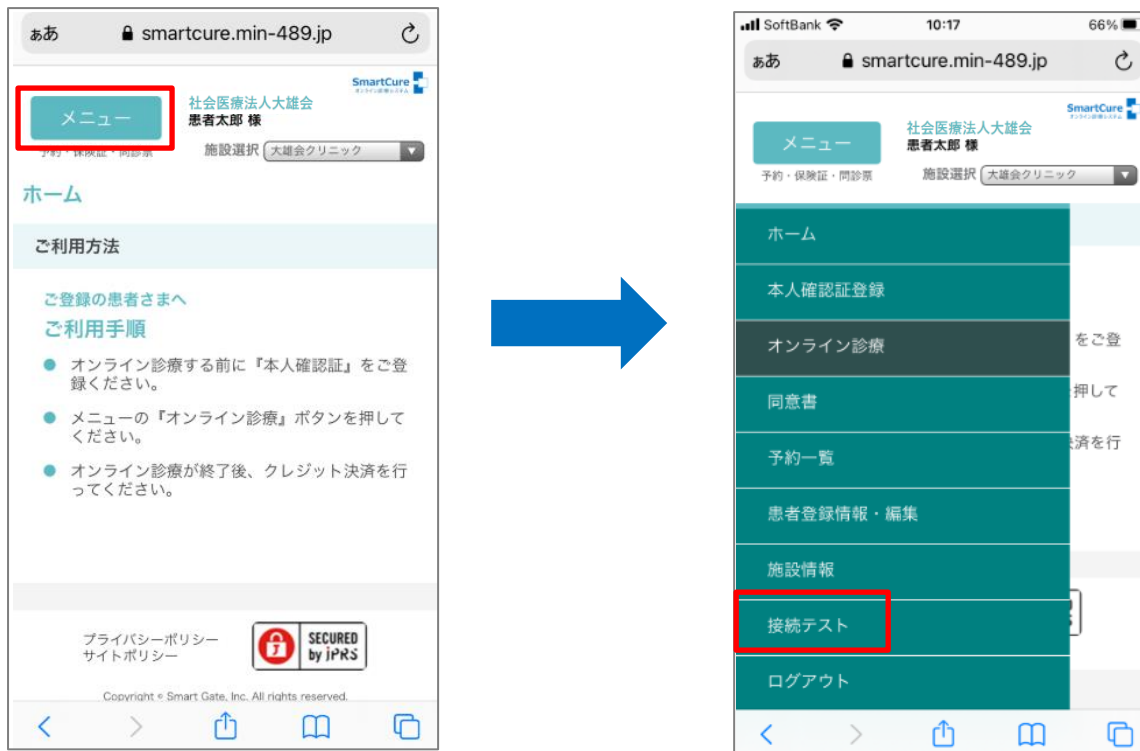 ぁあ smartcure.min-489.jp
SmartCure
社会医療法人大雄会
メニュー
患者太郎 様
予約・保険証・問診票
施設選択 大雄会クリニック
ホーム
ご利用方法
ご登録の患者さまへ
ご利用手順
オンライン診療する前に『本人確認証』をご登
録ください。
メニューの『オンライン診療』ボタンを押して
ください。
オンライン診療が終了後、クレジット決済を行
ってください。
プライバシーポリシー
サイトポリシー
SECURED
by JPRS
Copyright © Smart Gate, Inc. All rights reserved.
SoftBank 10:17 66%
ぁあ smartcure.min-489.jp
SmartCure
社会医療法人大雄会
メニュー
患者太郎 様
予約・保険証・問診票
施設選択 大雄会クリニック
ホーム
本人確認証登録
オンライン診療
をご登
同意書
押して
予約一覧
済を行
患者登録情報・編集
施設情報
接続テスト
ログアウト